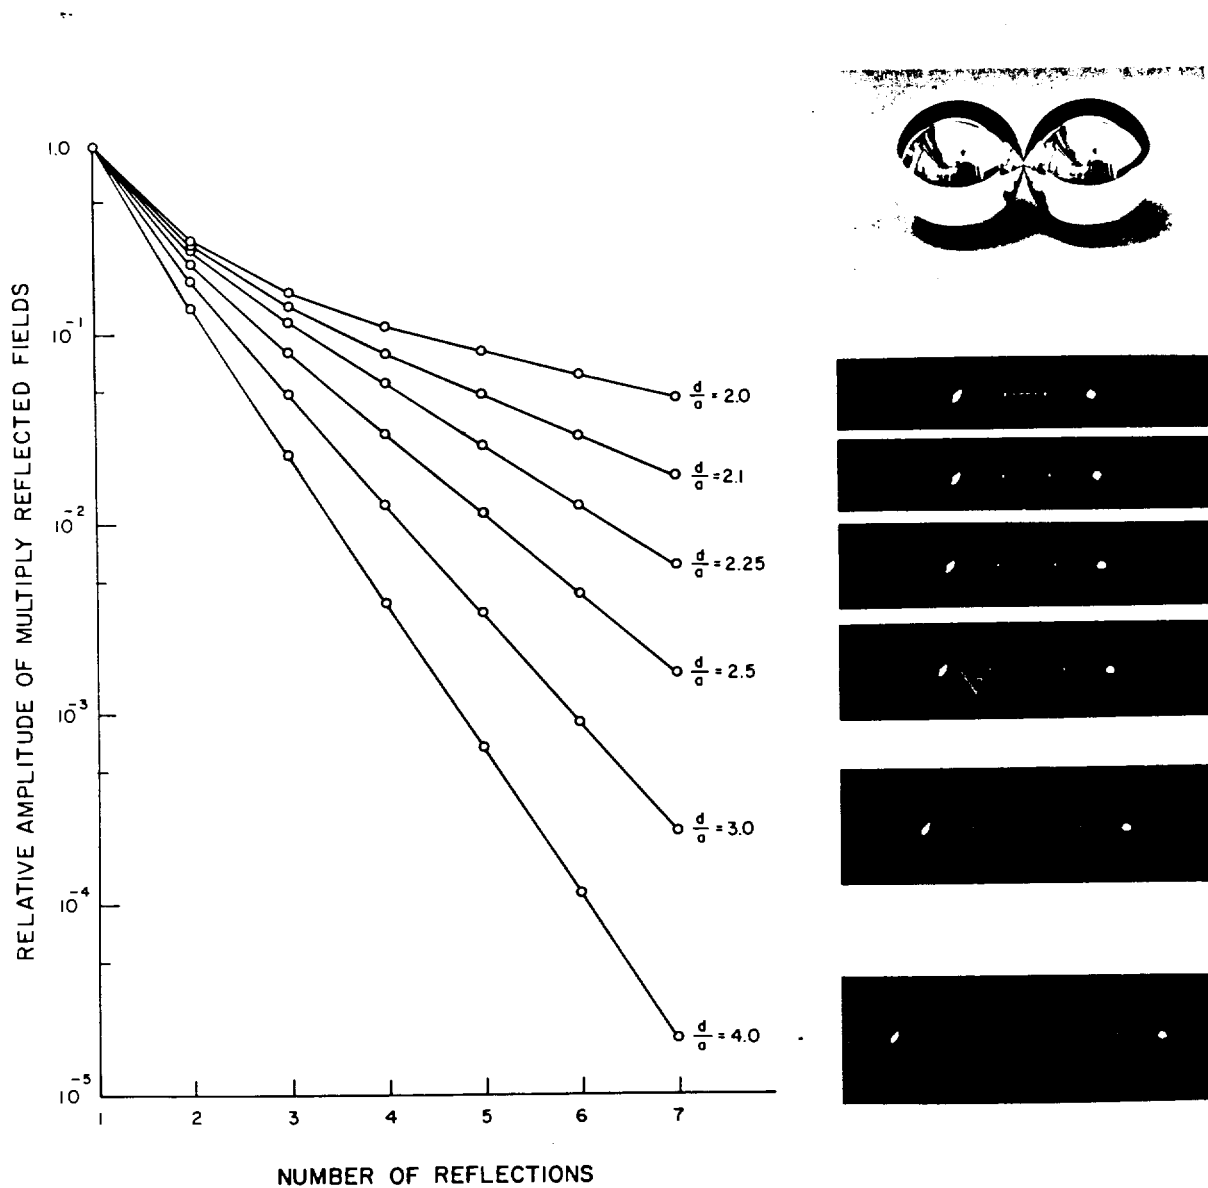 RELATIVE AMPLITUDE OF MULTIPLY REFLECTED FIELDS
1.0
10-1
10-2
10-3
10-4
10-5
d/a = 2.0
d/a = 2.1
d/a = 2.25
d/a = 2.5
d/a = 3.0
d/a = 4.0
1 2 3 4 5 6 7
NUMBER OF REFLECTIONS